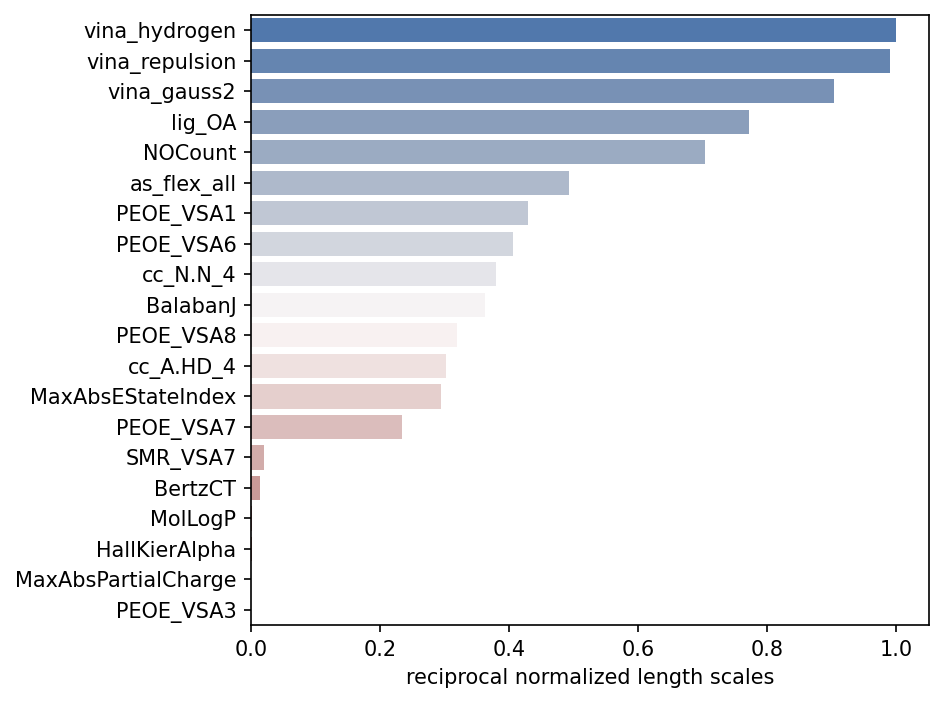 vina_hydrogen
vina_repulsion
vina_gauss2
lig_OA
NOCount
as_flex_all
PEOE_VSA1
PEOE_VSA6
cc_N.N_4
BalabanJ
PEOE_VSA8
cc_A.HD_4
MaxAbsEStateIndex
PEOE_VSA7
SMR_VSA7
BertzCT
MolLogP
HallKierAlpha
MaxAbsPartialCharge
PEOE_VSA3
0.0 0.2 0.4 0.6 0.8 1.0
reciprocal normalized length scales